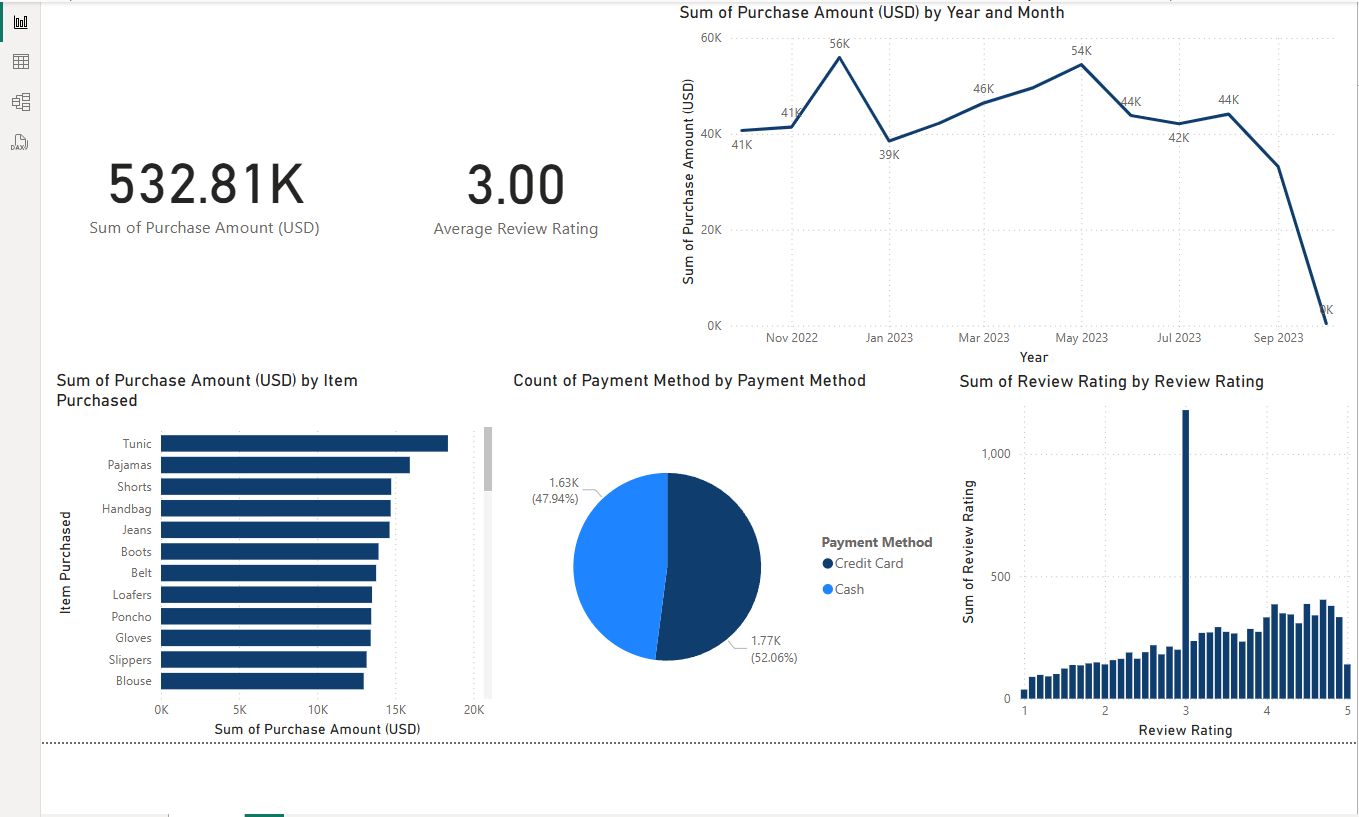 Sum of Purchase Amount (USD) by Year and Month
DAX
532.81K
Sum of Purchase Amount (USD)
3.00
Average Review Rating
Sum of Purchase Amount (USD)
60K
40K
20K
0K
41K
41K
56K
39K
46K
54K
44K
42K
44K
0K
Nov 2022
Jan 2023
Mar 2023
May 2023
Jul 2023
Sep 2023
Year
Sum of Purchase Amount (USD) by Item
Purchased
Item Purchased
Tunic
Pajamas
Shorts
Handbag
Jeans
Boots
Belt
Loafers
Poncho
Gloves
Slippers
Blouse
0K
5K
10K
15K
20K
Sum of Purchase Amount (USD)
Count of Payment Method by Payment Method
1.63K
(47.94%)
1.77K
(52.06%)
Payment Method
Credit Card
Cash
Sum of Review Rating by Review Rating
Sum of Review Rating
1,000
500
0
1
2
3
4
5
Review Rating